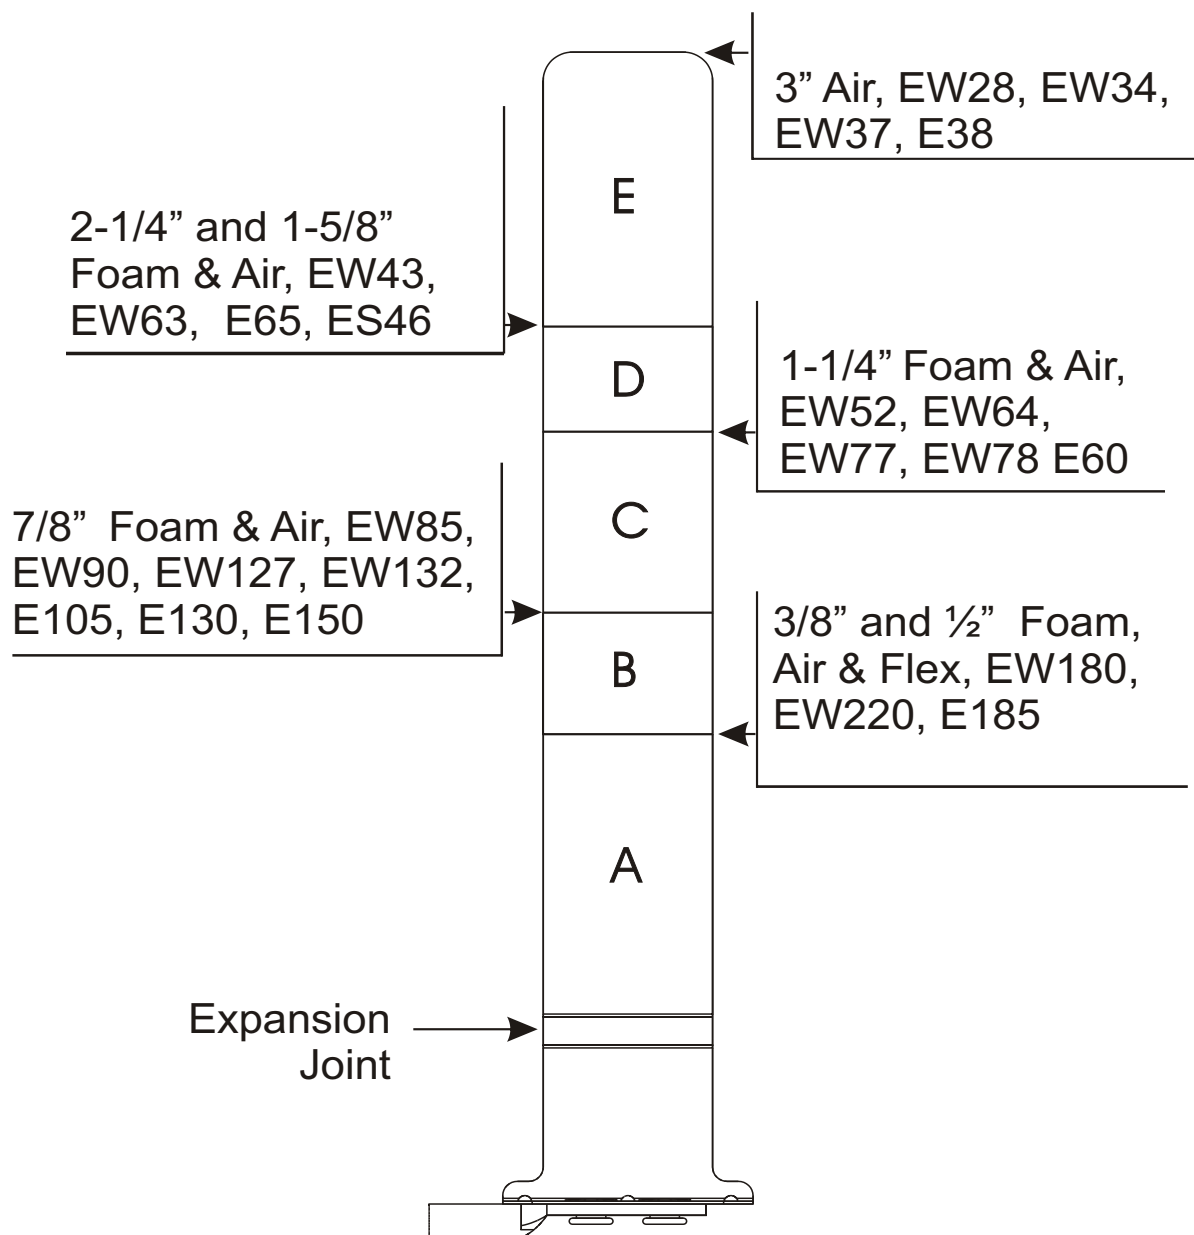 3” Air, EW28, EW34,
EW37, E38
E
2-1/4” and 1-5/8”
Foam & Air, EW43,
EW63, E65, ES46
D
1-1/4” Foam & Air,
EW52, EW64,
EW77, EW78 E60
C
7/8” Foam & Air, EW85,
EW90, EW127, EW132,
E105, E130, E150
B
3/8” and ½” Foam,
Air & Flex, EW180,
EW220, E185
A
Expansion
Joint